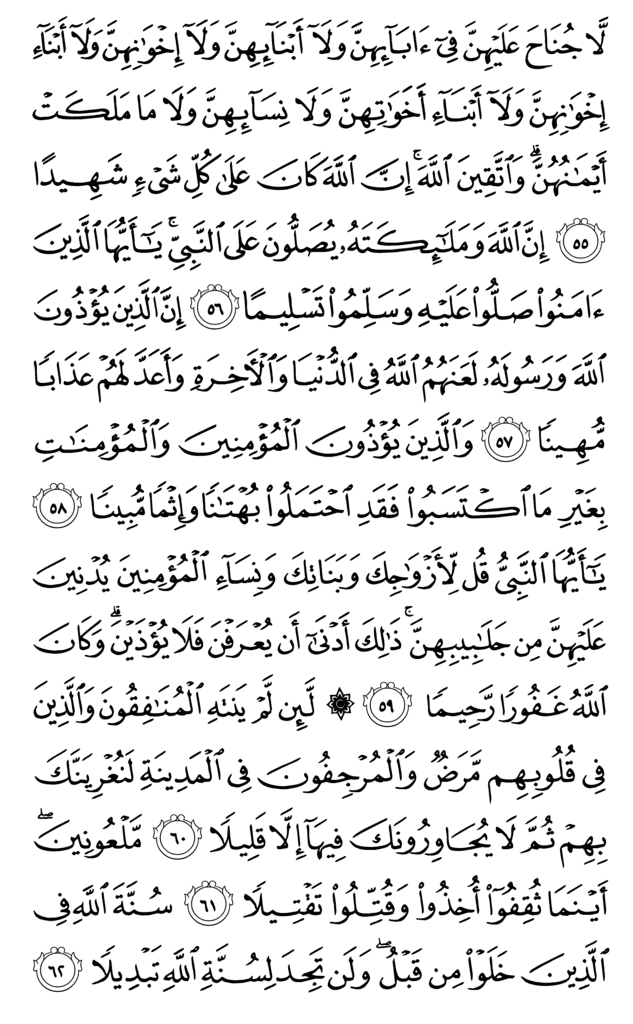 لَّا جُنَاحَ عَلَيْهِنَّ فِىٓ ءَابَآئِهِنَّ وَلَآ أَبْنَآئِهِنَّ وَلَآ إِخْوَٰنِهِنَّ وَلَآ أَبْنَآءِ
إِخْوَٰنِهِنَّ وَلَآ أَبْنَآءِ أَخَوَٰتِهِنَّ وَلَا نِسَآئِهِنَّ وَلَا مَا مَلَكَتْ
أَيْمَٰنُهُنَّ ۗ وَٱتَّقِينَ ٱللَّهَ ۚ إِنَّ ٱللَّهَ كَانَ عَلَىٰ كُلِّ شَىْءٍ شَهِيدًا
٥٥ إِنَّ ٱللَّهَ وَمَلَٰٓئِكَتَهُۥ يُصَلُّونَ عَلَى ٱلنَّبِىِّ ۚ يَٰٓأَيُّهَا ٱلَّذِينَ
ءَامَنُوا۟ صَلُّوا۟ عَلَيْهِ وَسَلِّمُوا۟ تَسْلِيمًا ٥٦ إِنَّ ٱلَّذِينَ يُؤْذُونَ
ٱللَّهَ وَرَسُولَهُۥ لَعَنَهُمُ ٱللَّهُ فِى ٱلدُّنْيَا وَٱلْـَٔاخِرَةِ وَأَعَدَّ لَهُمْ عَذَابًا
مُّهِينًا ٥٧ وَٱلَّذِينَ يُؤْذُونَ ٱلْمُؤْمِنِينَ وَٱلْمُؤْمِنَٰتِ
بِغَيْرِ مَا ٱكْتَسَبُوا۟ فَقَدِ ٱحْتَمَلُوا۟ بُهْتَٰنًا وَإِثْمًا مُّبِينًا ٥٨
يَٰٓأَيُّهَا ٱلنَّبِىُّ قُل لِّأَزْوَٰجِكَ وَبَنَاتِكَ وَنِسَآءِ ٱلْمُؤْمِنِينَ يُدْنِينَ
عَلَيْهِنَّ مِن جَلَٰبِيبِهِنَّ ۚ ذَٰلِكَ أَدْنَىٰٓ أَن يُعْرَفْنَ فَلَا يُؤْذَيْنَ ۗ وَكَانَ
ٱللَّهُ غَفُورًا رَّحِيمًا ٥٩ ۞ لَّئِن لَّمْ يَنتَهِ ٱلْمُنَٰفِقُونَ وَٱلَّذِينَ
فِى قُلُوبِهِم مَّرَضٌ وَٱلْمُرْجِفُونَ فِى ٱلْمَدِينَةِ لَنُغْرِيَنَّكَ
بِهِمْ ثُمَّ لَا يُجَاوِرُونَكَ فِيهَآ إِلَّا قَلِيلًا ٦٠ مَّلْعُونِينَ ۖ
أَيْنَمَا ثُقِفُوٓا۟ أُخِذُوا۟ وَقُتِّلُوا۟ تَقْتِيلًا ٦١ سُنَّةَ ٱللَّهِ فِى
ٱلَّذِينَ خَلَوْا۟ مِن قَبْلُ ۖ وَلَن تَجِدَ لِسُنَّةِ ٱللَّهِ تَبْدِيلًا ٦٢